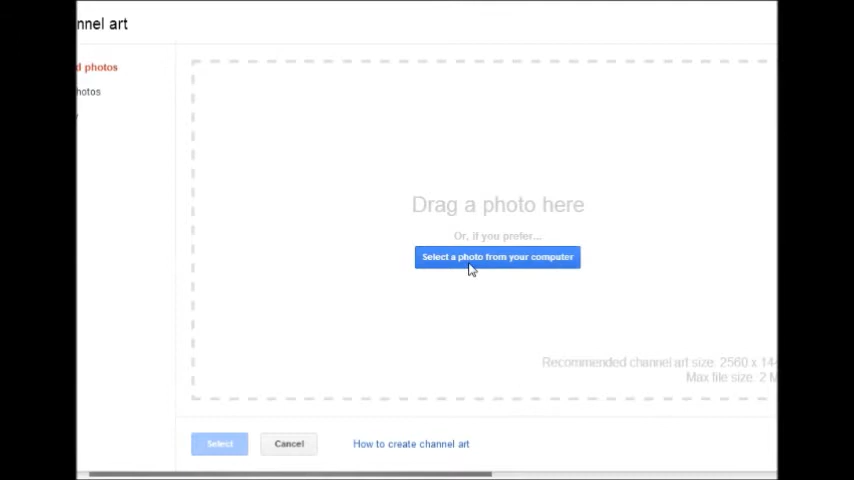 nnel art
d photos
hotos
Drag a photo here
Or, if you prefer...
Select a photo from your computer
Recommended channel art size: 2560 x 14
Max file size: 2 M
Select
Cancel
How to create channel art